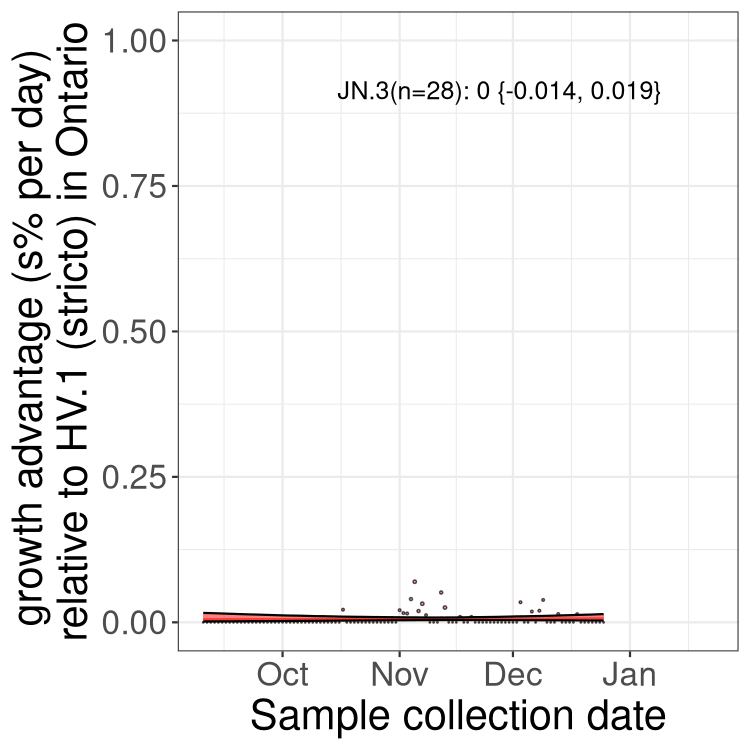 growth advantage (s% per day)
relative to HV.1 (stricto) in Ontario
1.00
0.75
0.50
0.25
0.00
JN.3(n=28): 0 {-0.014, 0.019}
Oct Nov Dec Jan
Sample collection date